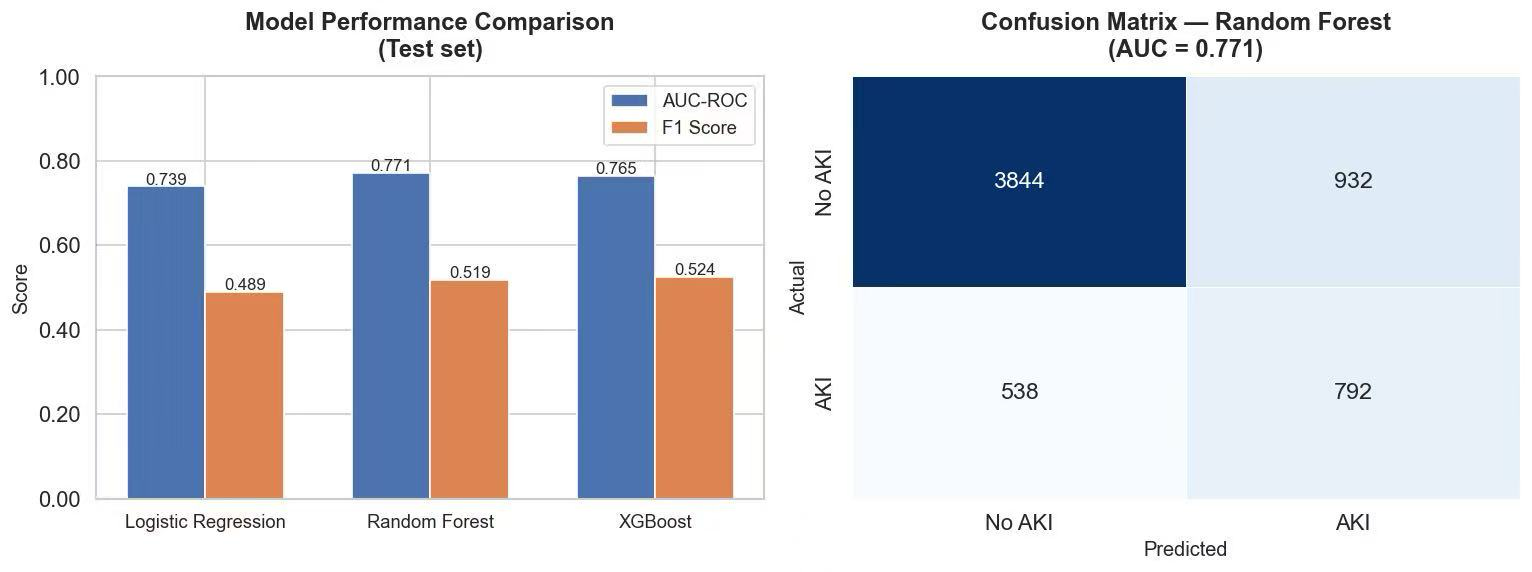 Model Performance Comparison
(Test set)
1.00
0.80
0.60
0.40
0.20
0.00
Score
AUC-ROC
F1 Score
0.739
0.489
0.771
0.519
0.765
0.524
Logistic Regression
Random Forest
XGBoost
Confusion Matrix — Random Forest
(AUC = 0.771)
Actual
No AKI
AKI
3844
932
538
792
No AKI
AKI
Predicted